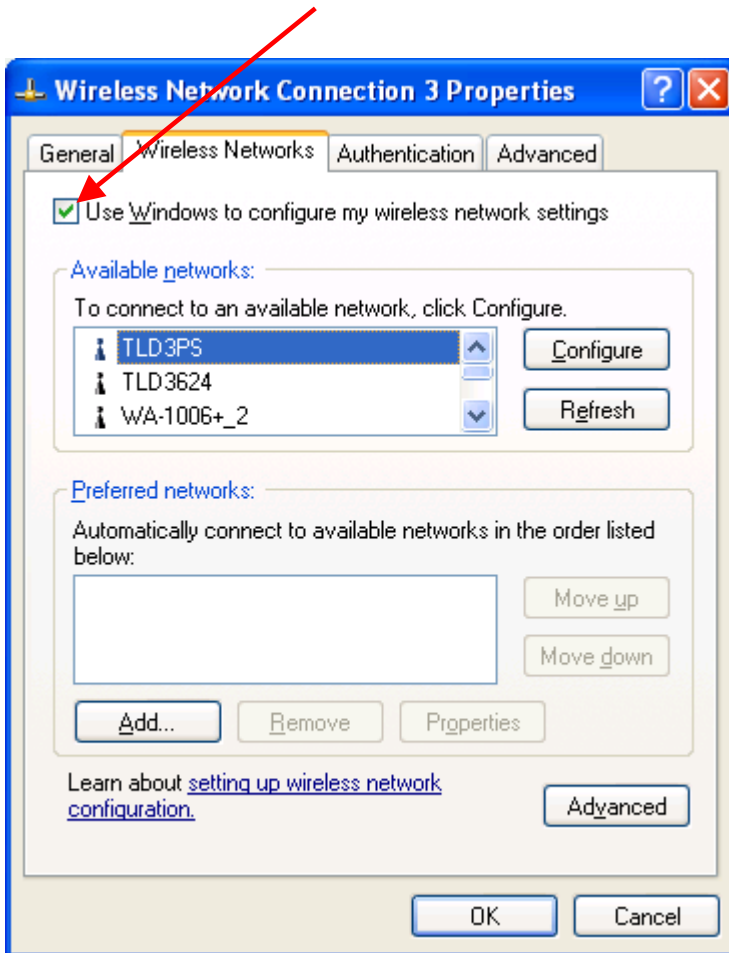 Wireless Network Connection 3 Properties
General Wireless Networks Authentication Advanced
Use Windows to configure my wireless network settings
Available networks:
To connect to an available network, click Configure.
TLD3PS
TLD3624
WA-1006+_2
Configure
Refresh
Preferred networks:
Automatically connect to available networks in the order listed
below:
Move up
Move down
Add... Remove Properties
Learn about setting up wireless network
configuration.
Advanced
OK Cancel